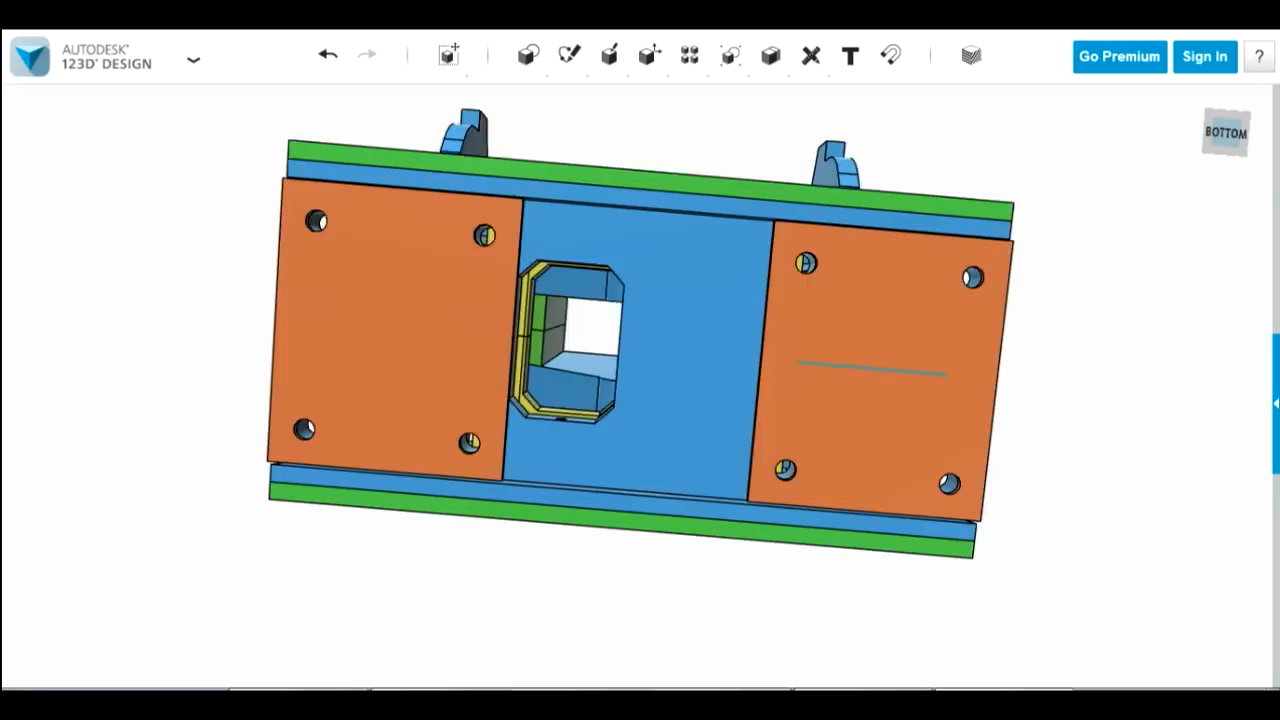 AUTODESK®
123D® DESIGN
Go Premium
Sign In
?
BOTTOM